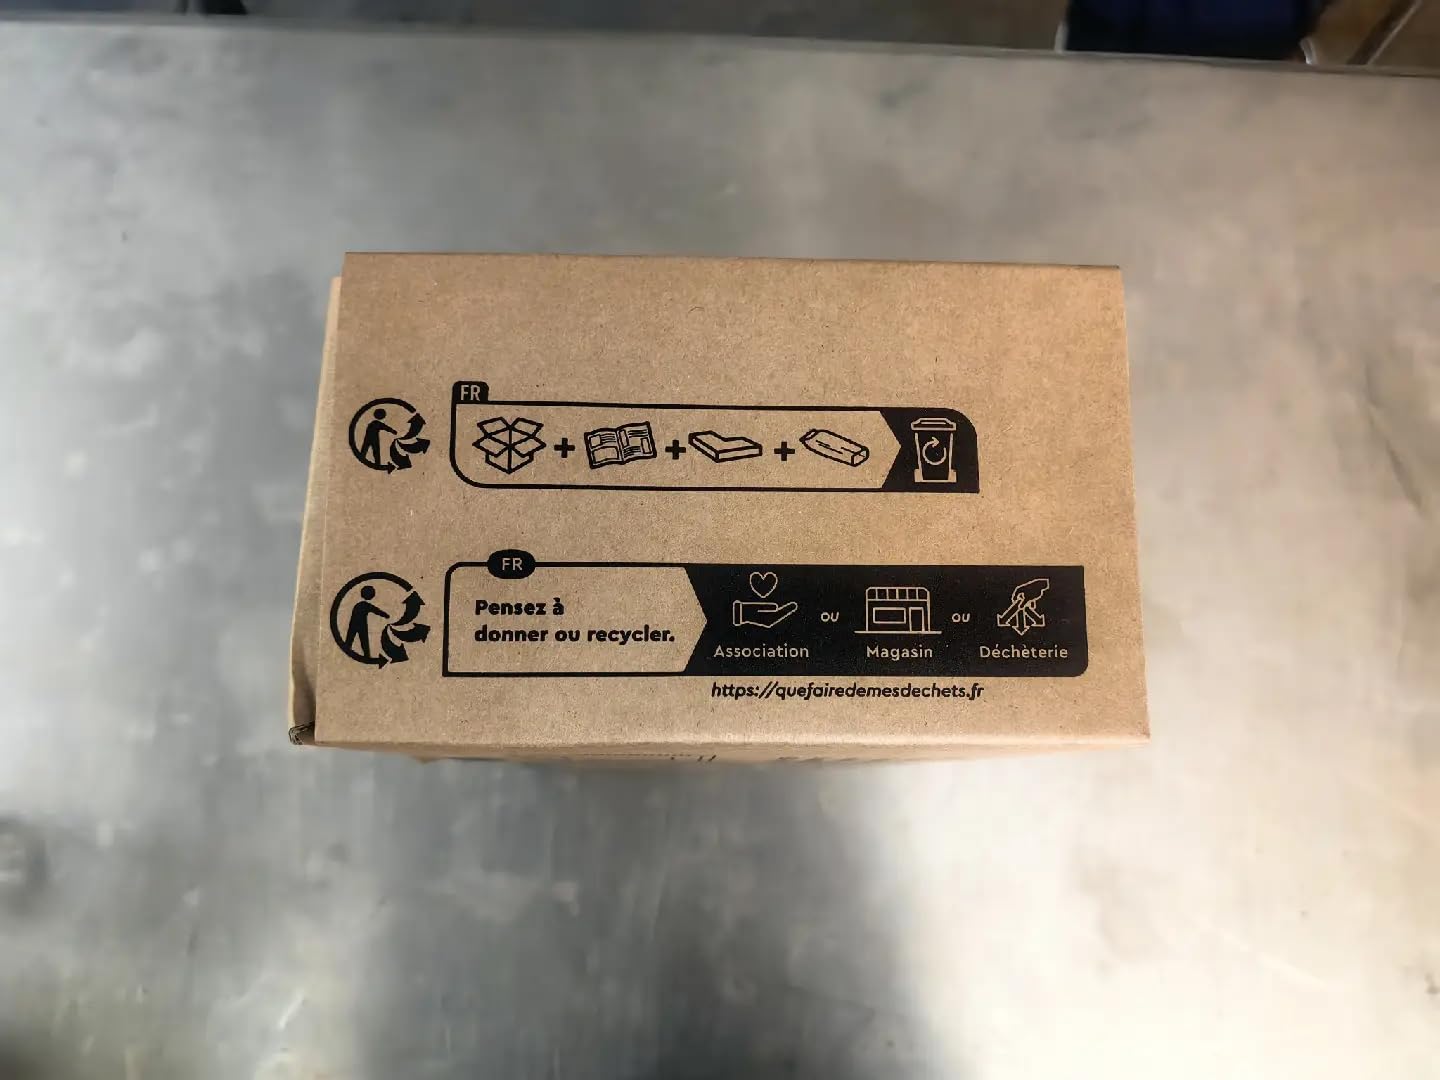 FR
FR
Pensez à
donner ou recycler.
ou
ou
Association
Magasin
Déchèterie
https://quefairedemesdechets.fr